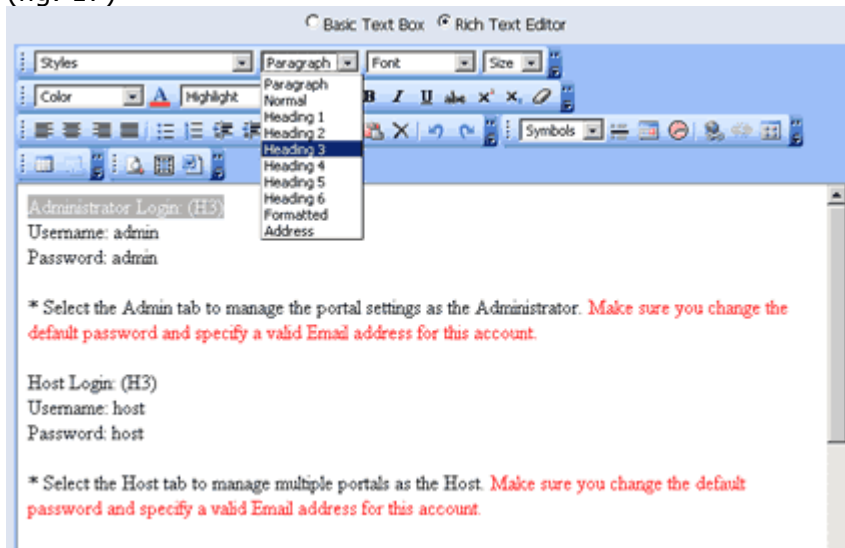 Basic Text Box Rich Text Editor
Styles Paragraph Font Size
Color Highlight
Paragraph
Normal
Heading 1
Heading 2
Symbols
Heading 3
Heading 4
Heading 5
Heading 6
Formatted
Address
Administrator Login: (H3)
Username: admin
Password: admin
* Select the Admin tab to manage the portal settings as the Administrator. Make sure you change the
default password and specify a valid Email address for this account.
Host Login: (H3)
Username: host
Password: host
* Select the Host tab to manage multiple portals as the Host. Make sure you change the default
password and specify a valid Email address for this account.